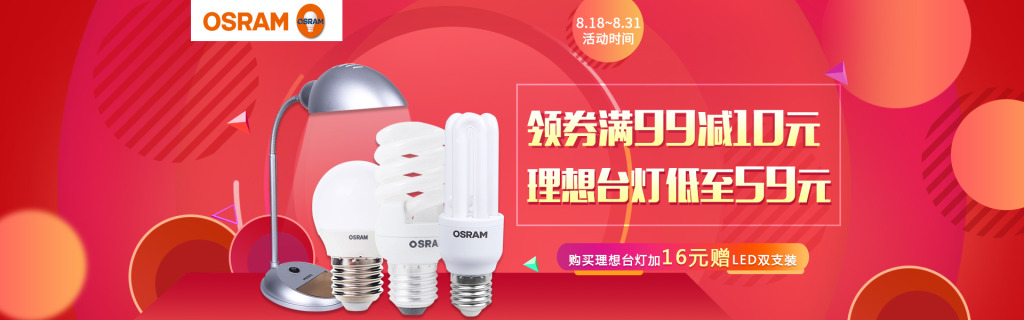 OSRAM OSRAM
8.18~8.31
活动时间
领券满99减10元
理想台灯低至59元
OSRAM
OSRA
OSRAM
购买理想台灯加16元赠LED双支装